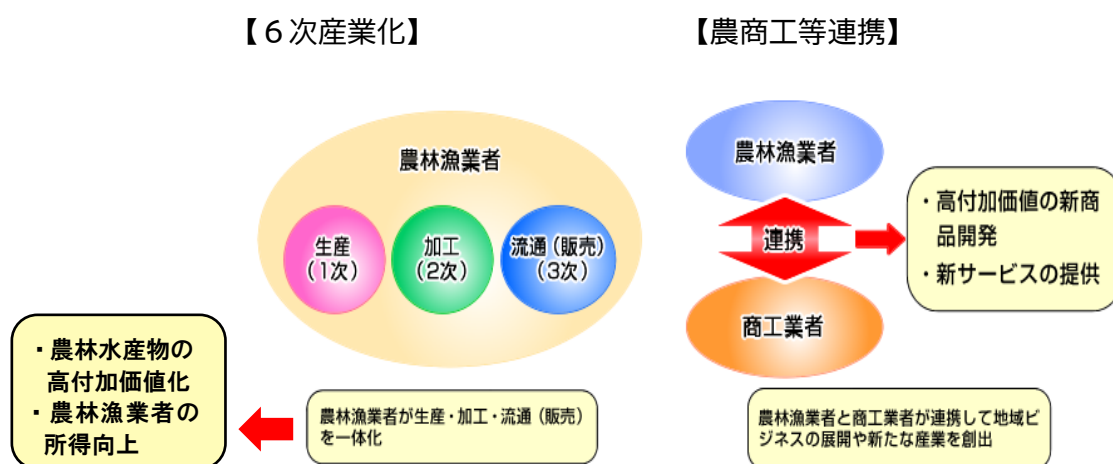 【６次産業化】
農林漁業者
生産
（１次）
加工
（２次）
流通（販売）
（３次）
・農林水産物の
高付加価値化
・農林漁業者の
所得向上
農林漁業者が生産・加工・流通（販売）
を一体化
【農商工等連携】
農林漁業者
連携
商工業者
・高付加価値の新商
品開発
・新サービスの提供
農林漁業者と商工業者が連携して地域ビ
ジネスの展開や新たな産業を創出